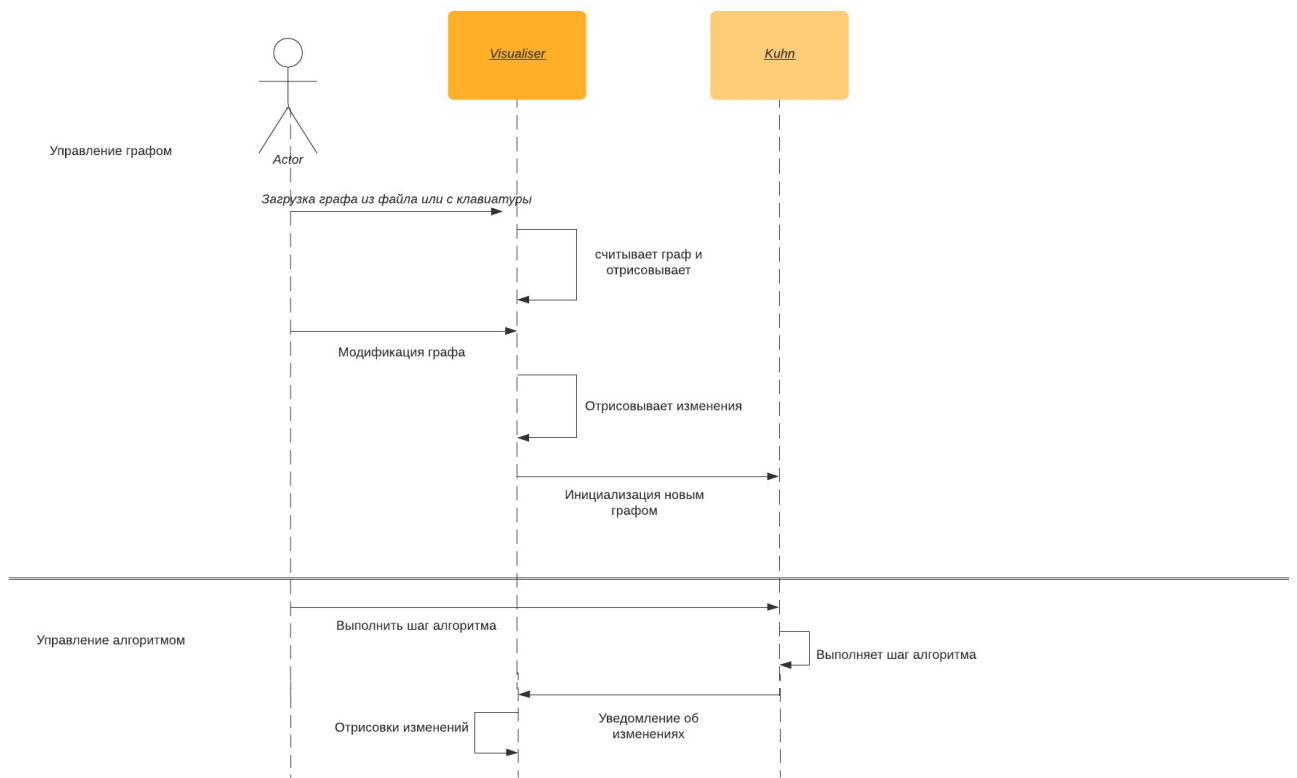 Visualiser
Kuhn
Управление графом
Actor
Загрузка графа из файла или с клавиатуры
считывает граф и
отрисовывает
Модификация графа
Отрисовывает изменения
Инициализация новым
графом
Выполнить шаг алгоритма
Управление алгоритмом
Выполняет шаг алгоритма
Уведомление об
изменениях
Отрисовки изменений